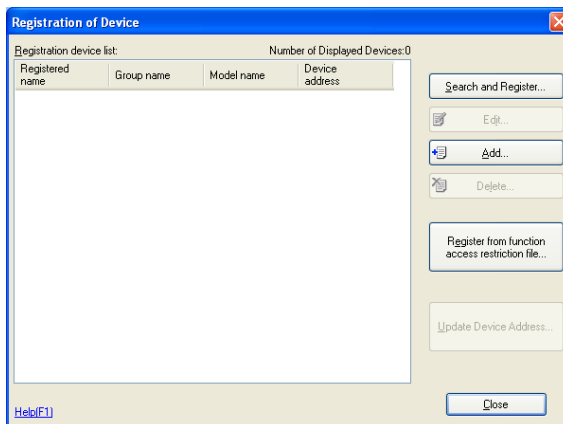 Registration of Device
Registration device list:
Number of Displayed Devices:0
Registered name
Group name
Model name
Device address
Search and Register...
Edit...
Add...
Delete...
Register from function
access restriction file...
Update Device Address...
Close
Help(F1)